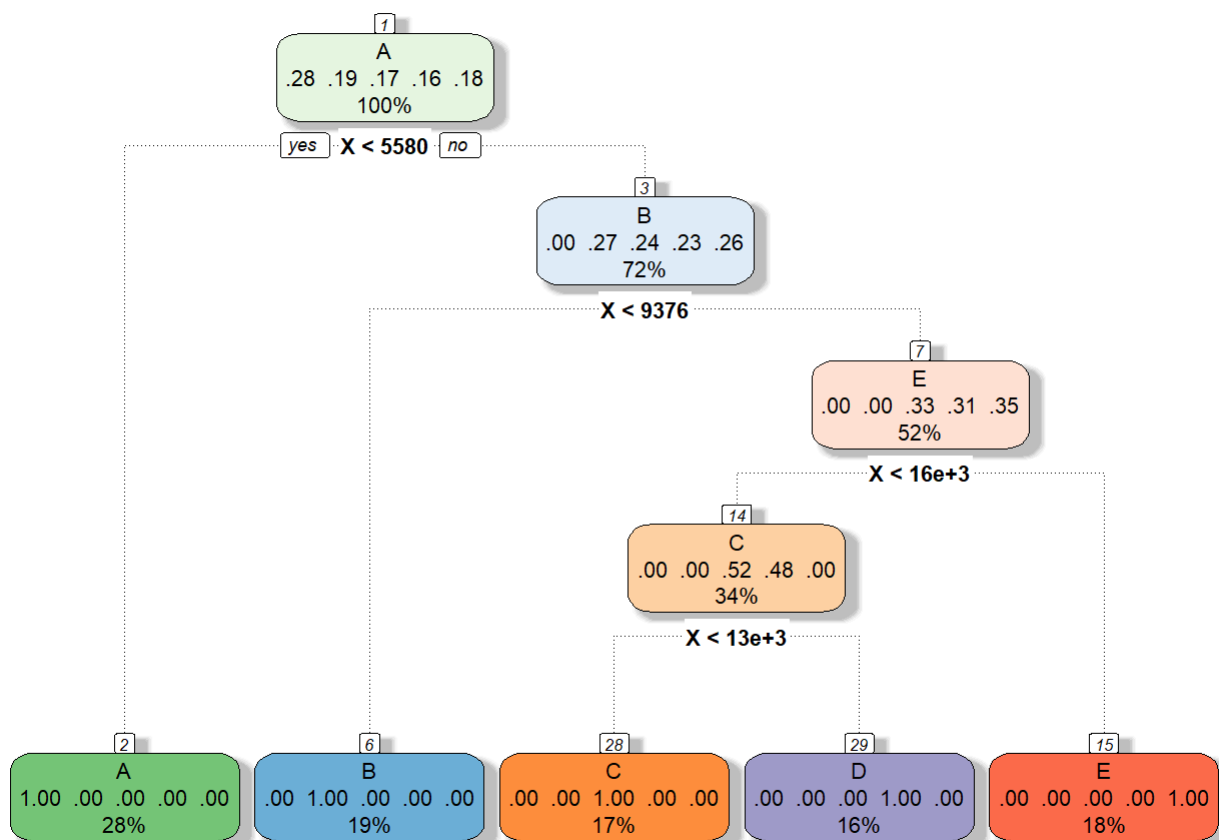 1
A
.28 .19 .17 .16 .18
100%
yes X < 5580 no
3
B
.00 .27 .24 .23 .26
72%
X < 9376
7
E
.00 .00 .33 .31 .35
52%
X < 16e+3
14
C
.00 .00 .52 .48 .00
34%
X < 13e+3
2
A
1.00 .00 .00 .00 .00
28%
6
B
.00 1.00 .00 .00 .00
19%
28
C
.00 .00 1.00 .00 .00
17%
29
D
.00 .00 .00 1.00 .00
16%
15
E
.00 .00 .00 .00 1.00
18%